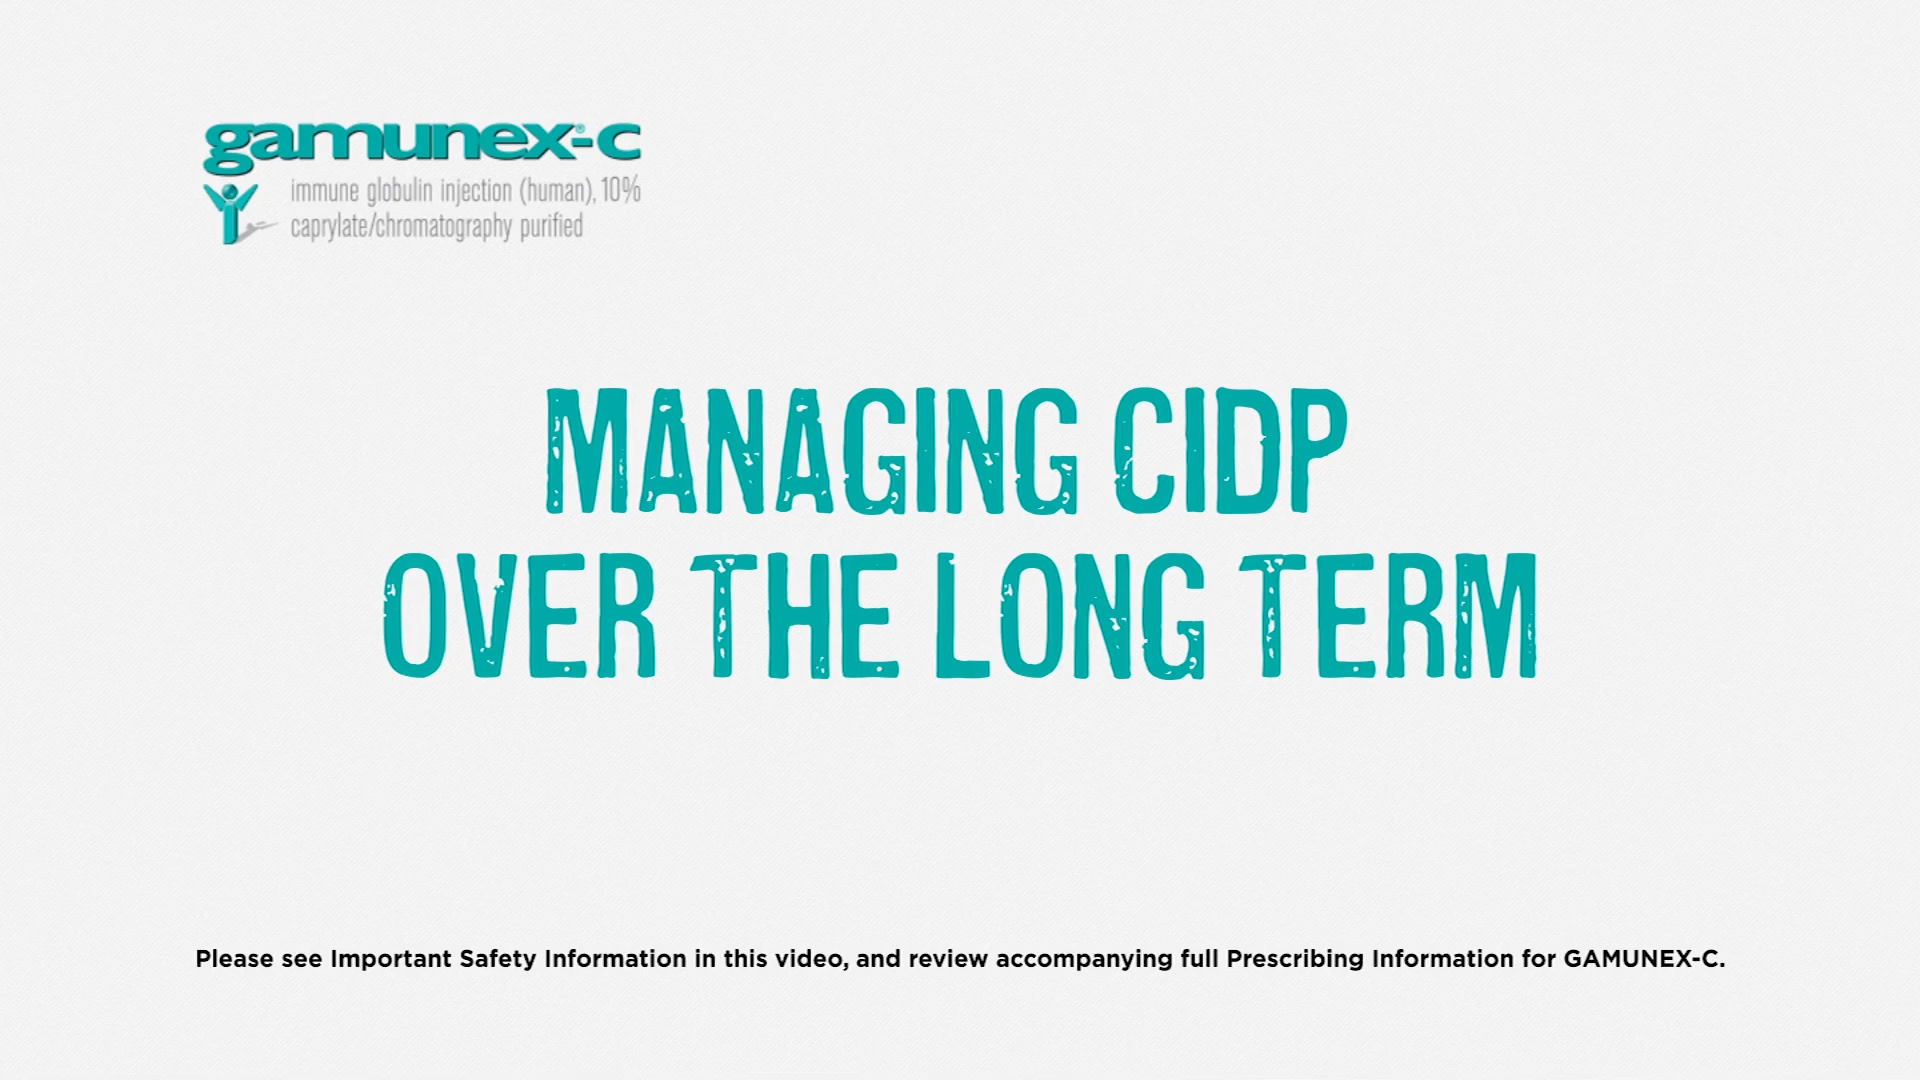 gamunex®-c
immune globulin injection (human), 10%
caprylate/chromatography purified
MANAGING CIDP
OVER THE LONG TERM
Please see Important Safety Information in this video, and review accompanying full Prescribing Information for GAMUNEX-C.